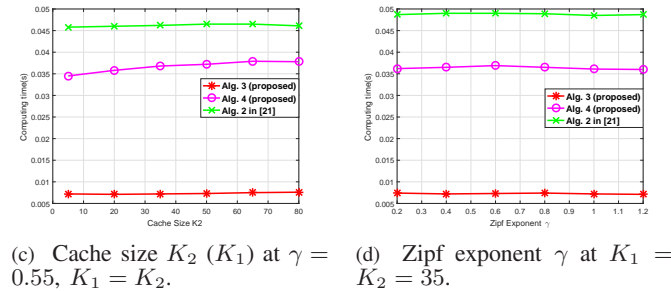 0.05
0.045
0.04
0.035
0.03
0.025
0.02
0.015
0.01
0.005
Computing time(s)
Alg. 3 (proposed)
Alg. 4 (proposed)
Alg. 2 in [21]
0 10 20 30 40 50 60 70 80
Cache Size K2
(c) Cache size K₂ (K₁) at γ =
0.55, K₁ = K₂.
0.05
0.045
0.04
0.035
0.03
0.025
0.02
0.015
0.01
0.005
Computing time(s)
Alg. 3 (proposed)
Alg. 4 (proposed)
Alg. 2 in [21]
0.2 0.3 0.4 0.5 0.6 0.7 0.8 0.9 1 1.1 1.2
Zipf Exponent γ
(d) Zipf exponent γ at K₁ =
K₂ = 35.